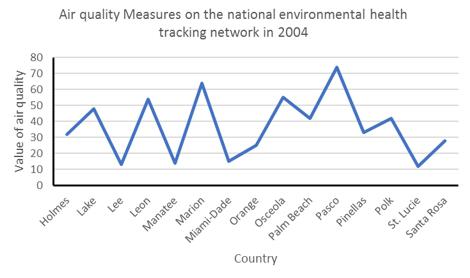 Air quality Measures on the national environmental health
tracking network in 2004
Value of air quality
80
70
60
50
40
30
20
10
0
Holmes
Lake
Lee
Leon
Manatee
Marion
Miami-Dade
Orange
Osceola
Palm Beach
Pasco
Pinellas
Polk
St. Lucie
Santa Rosa
Country